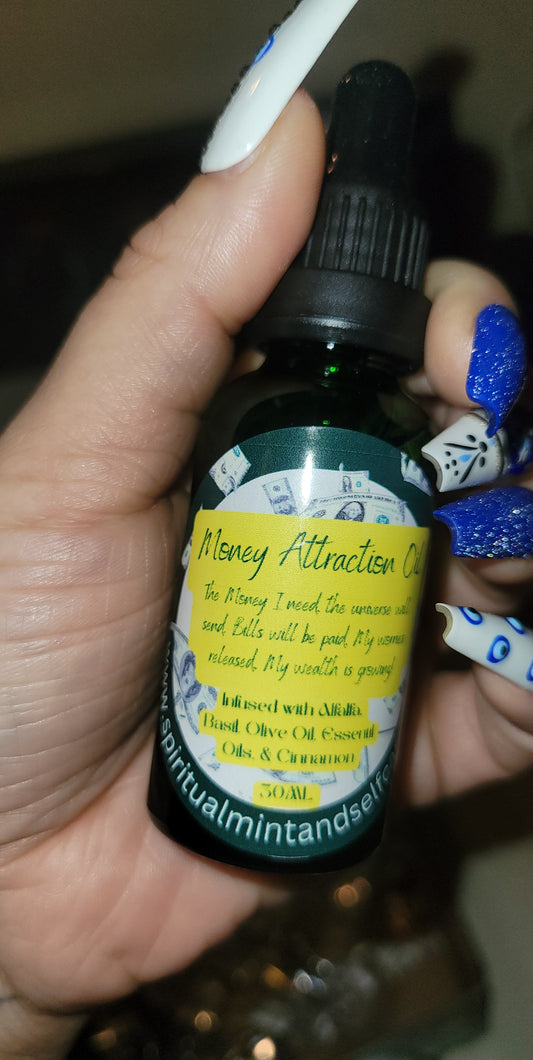 Money Attraction Oil
The Money I need, the universe will
send. Bills will be paid. My worries
released. My wealth is growing!
Infused with Alfalfa,
Basil, Olive Oil, Essentil
Oils, & Cinnamon
30ML
www.spiritualmintandself